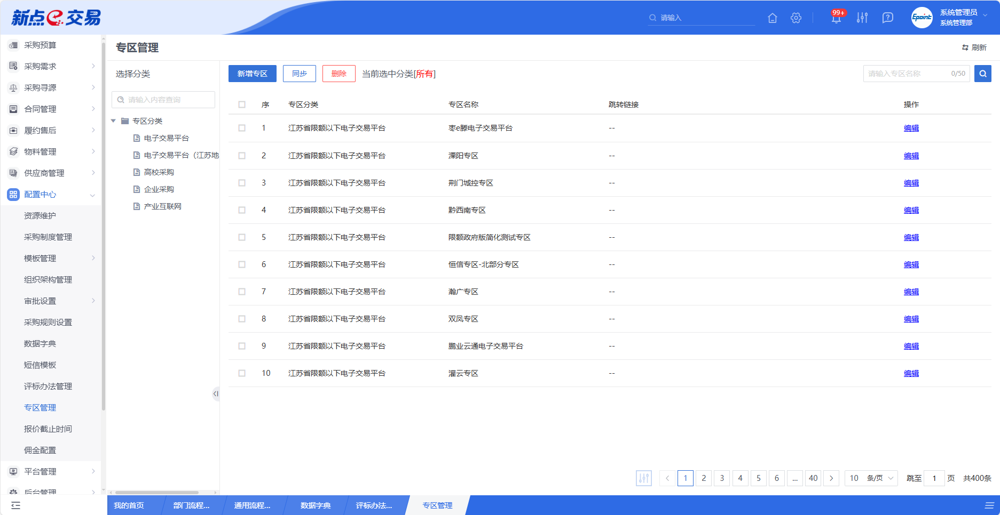 新点e交易
请输入
99+
Epoint
系统管理员
系统管理部
采购预算
采购需求
采购寻源
合同管理
履约售后
物料管理
供应商管理
配置中心
资源维护
采购制度管理
模板管理
组织架构管理
审批设置
采购规则设置
数据字典
短信模板
评标办法管理
专区管理
报价截止时间
佣金配置
平台管理
后台管理
专区管理
刷新
选择分类
请输入内容查询
专区分类
电子交易平台
电子交易平台（江苏地
高校采购
企业采购
产业互联网
新增专区 同步 删除 当前选中分类[所有]
请输入专区名称 0/50
序 专区分类 专区名称 跳转链接 操作
1 江苏省限额以下电子交易平台 枣e滕电子交易平台 -- 编辑
2 江苏省限额以下电子交易平台 溧阳专区 -- 编辑
3 江苏省限额以下电子交易平台 荆门城控专区 -- 编辑
4 江苏省限额以下电子交易平台 黔西南专区 -- 编辑
5 江苏省限额以下电子交易平台 限额政府版简化测试专区 -- 编辑
6 江苏省限额以下电子交易平台 恒信专区-北部分专区 -- 编辑
7 江苏省限额以下电子交易平台 瀚广专区 -- 编辑
8 江苏省限额以下电子交易平台 双凤专区 -- 编辑
9 江苏省限额以下电子交易平台 鹏业云通电子交易平台 -- 编辑
10 江苏省限额以下电子交易平台 灌云专区 -- 编辑
1 2 3 4 5 6 ... 40 10 条/页 跳至 1 页 共400条
我的首页 部门流程... 通用流程... 数据字典 评标办法... 专区管理